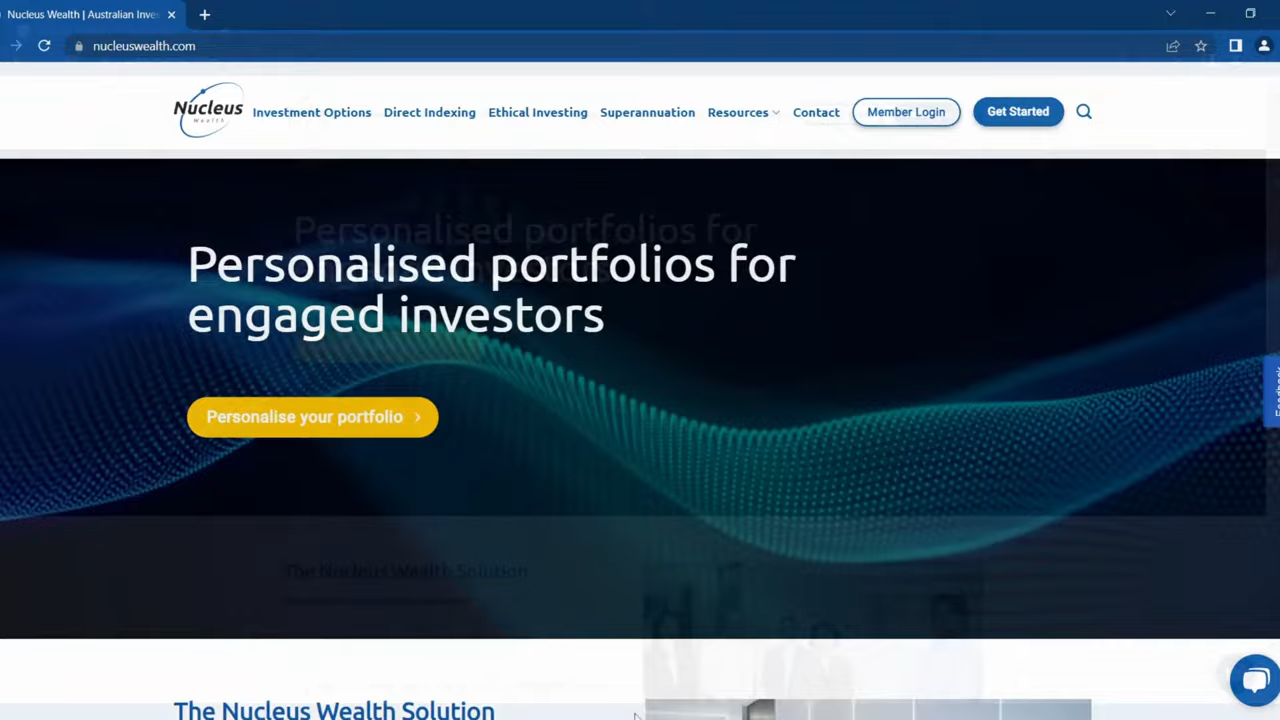 Nucleus Wealth | Australian Inves
nucleuswealth.com
Nucleus
Wealth
Investment Options
Direct Indexing
Ethical Investing
Superannuation
Resources
Contact
Member Login
Get Started
Personalised portfolios for
Personalised portfolios for
engaged investors
Personalise your portfolio
The Nucleus Wealth Solution
The Nucleus Wealth Solution
Feedback